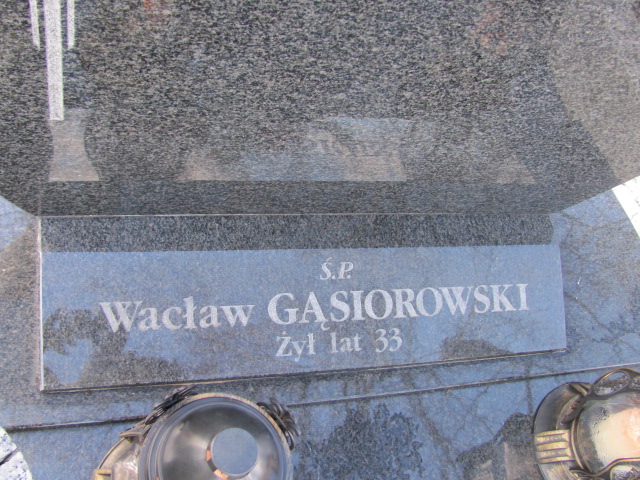 Ś.P.
Wacław GĄSIOROWSKI
Żył lat 33